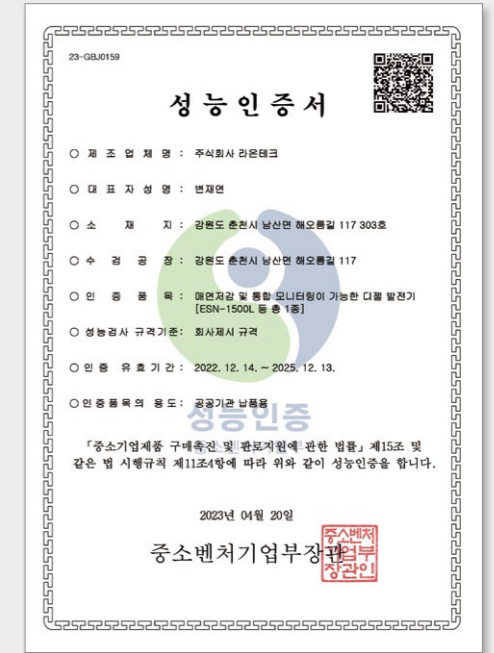 23-GBJ0159
성능인증서
○ 제 조 업 체 명 : 주식회사 라온테크
○ 대 표 자 성 명 : 변재연
○ 소 재 지 : 강원도 춘천시 남산면 해오름길 117 303호
○ 수 검 공 장 : 강원도 춘천시 남산면 해오름길 117
○ 인 증 품 목 : 매연저감 및 통합 모니터링이 가능한 디젤 발전기
[ESN-1500L 등 총 1종]
○ 성능검사 규격기준: 회사제시 규격
○ 인 증 유 효 기 간 : 2022. 12. 14. ~ 2025. 12. 13.
○ 인증품목의 용도: 공공기관 납품용
성능인증
「중소기업제품 구매촉진 및 판로지원에 관한 법률」 제15조 및
같은 법 시행규칙 제11조4항에 따라 위와 같이 성능인증을 합니다.
2023년 04월 20일
중소벤처기업부장관
중소벤처
기업부
장관인